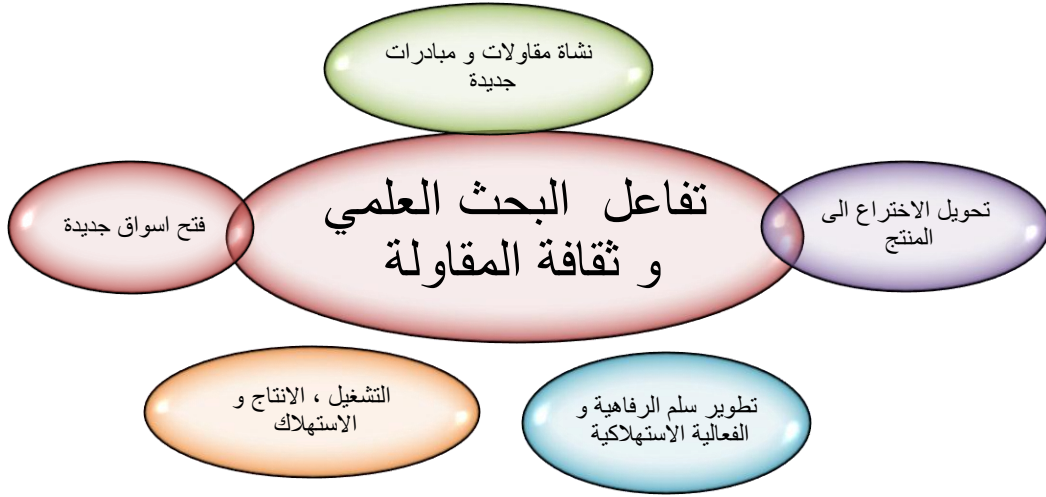 نشاة مقاولات و مبادرات
جديدة
تفاعل البحث العلمي
و ثقافة المقاولة
تحويل الاختراع الى
المنتج
فتح اسواق جديدة
تطوير سلم الرفاهية و
الفعالية الاستهلاكية
التشغيل ، الانتاج و
الاستهلاك